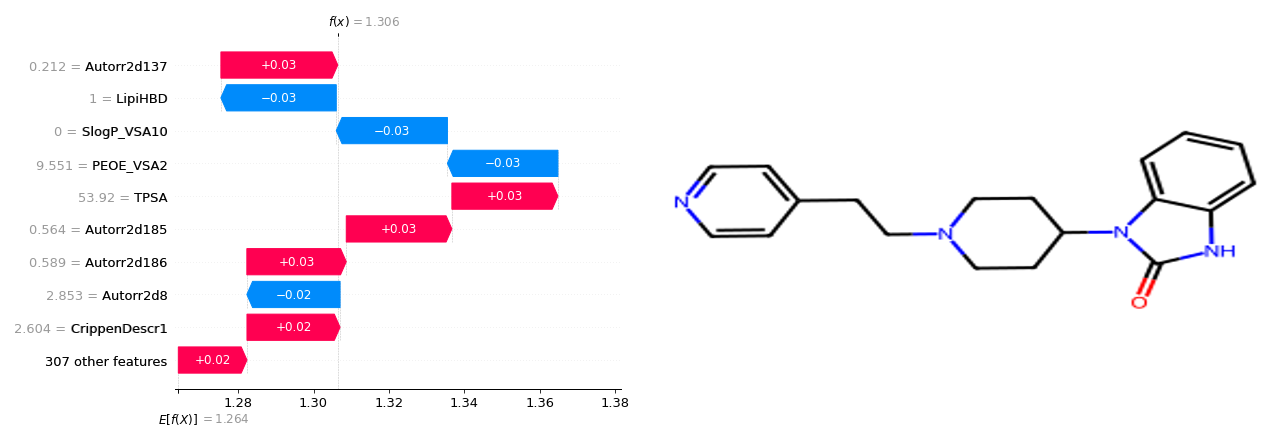 f(x) = 1.306
0.212 = Autorr2d137
+0.03
1 = LipiHBD
−0.03
0 = SlogP_VSA10
−0.03
9.551 = PEOE_VSA2
−0.03
53.92 = TPSA
+0.03
0.564 = Autorr2d185
+0.03
0.589 = Autorr2d186
+0.03
2.853 = Autorr2d8
−0.02
2.604 = CrippenDescr1
+0.02
307 other features
+0.02
1.28 1.30 1.32 1.34 1.36 1.38
E[f(X)] = 1.264
N
N
N
NH
O